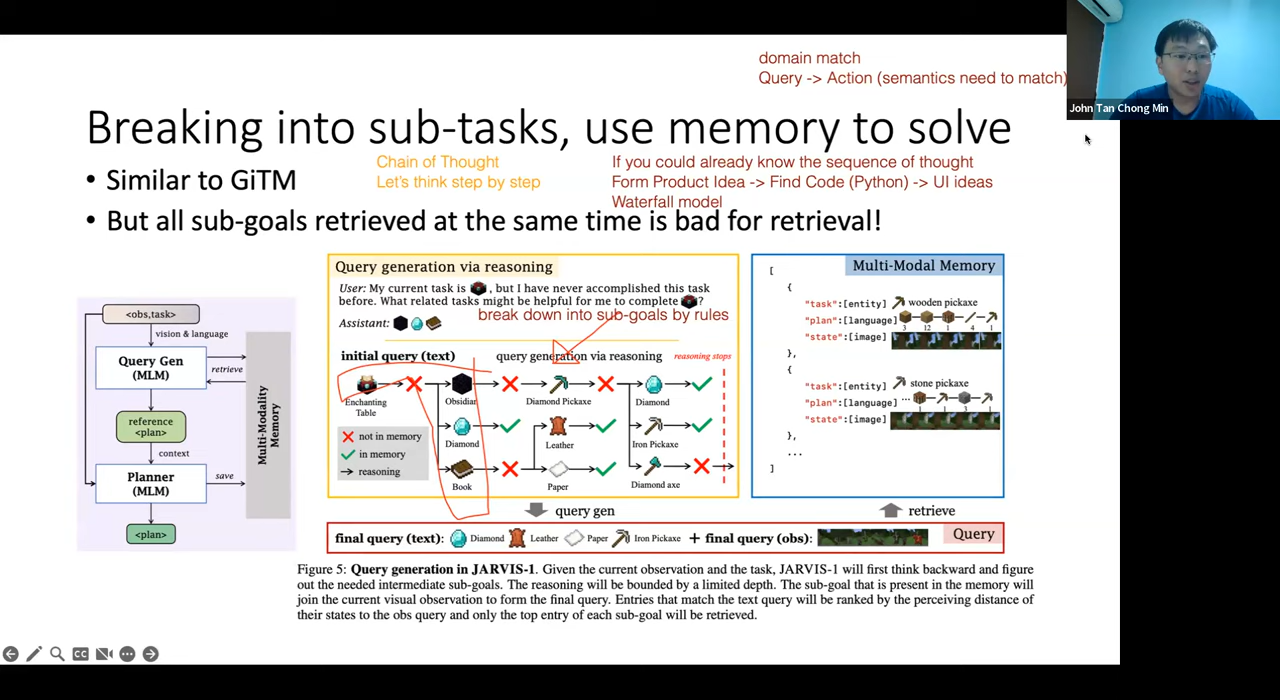 domain match
Query -> Action (semantics need to match)
John Tan Chong Min
Breaking into sub-tasks, use memory to solve
Chain of Thought
Let's think step by step
If you could already know the sequence of thought
Form Product Idea -> Find Code (Python) -> UI ideas
Waterfall model
• Similar to GiTM
• But all sub-goals retrieved at the same time is bad for retrieval!
<obs,task>
vision & language
Query Gen
(MLM)
retrieve
reference
<plan>
context
Planner
(MLM)
save
<plan>
Multi-Modality
Memory
Query generation via reasoning
User: My current task is , but I have never accomplished this task
before. What related tasks might be helpful for me to complete ?
Assistant:
break down into sub-goals by rules
initial query (text)
query generation via reasoning
reasoning stops
Enchanting
Table
Obsidian
Diamond Pickaxe
Diamond
Diamond
Leather
Iron Pickaxe
Book
Paper
Diamond axe
not in memory
in memory
reasoning
Multi-Modal Memory
[
{
"task":[entity] wooden pickaxe
"plan":[language]
3 12 1 4 1
"state":[image]
},
{
"task":[entity] stone pickaxe
"plan":[language] ...
1 1 3 1
"state":[image]
},
...
]
query gen
retrieve
final query (text): Diamond Leather Paper Iron Pickaxe + final query (obs):
Query
Figure 5: Query generation in JARVIS-1. Given the current observation and the task, JARVIS-1 will first think backward and figure
out the needed intermediate sub-goals. The reasoning will be bounded by a limited depth. The sub-goal that is present in the memory will
join the current visual observation to form the final query. Entries that match the text query will be ranked by the perceiving distance of
their states to the obs query and only the top entry of each sub-goal will be retrieved.
CC